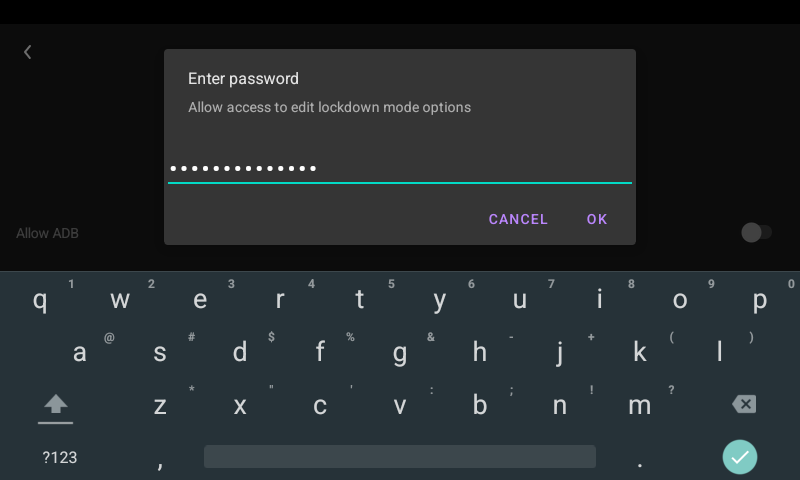 Enter password
Allow access to edit lockdown mode options
••••••••••••••
CANCEL OK
Allow ADB
q 1 w 2 e 3 r 4 t 5 y 6 u 7 i 8 o 9 p 0
a @ s # d $ f % g & h - j + k ( l )
z * x " c ' v : b ; n ! m ?
?123 , .